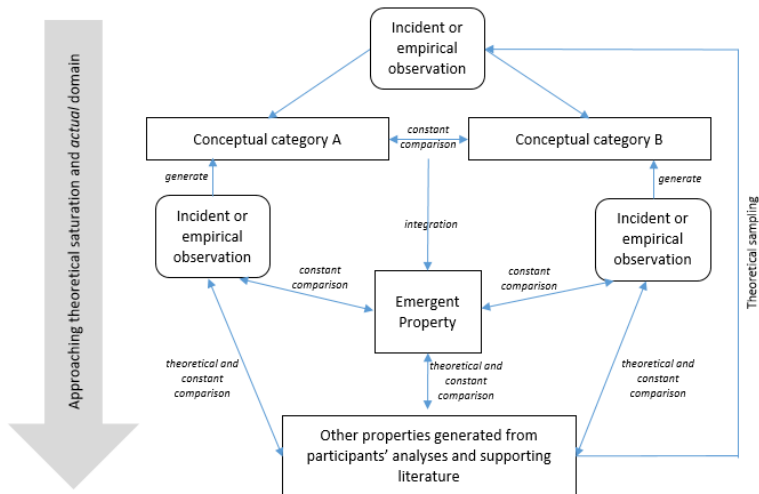 Incident or
empirical
observation
Conceptual category A
constant
comparison
Conceptual category B
generate
generate
Incident or
empirical
observation
integration
Incident or
empirical
observation
constant
comparison
constant
comparison
Emergent
Property
theoretical and
constant
comparison
theoretical and
constant
comparison
theoretical and
constant
comparison
Other properties generated from
participants’ analyses and supporting
literature
Approaching theoretical saturation and actual domain
Theoretical sampling